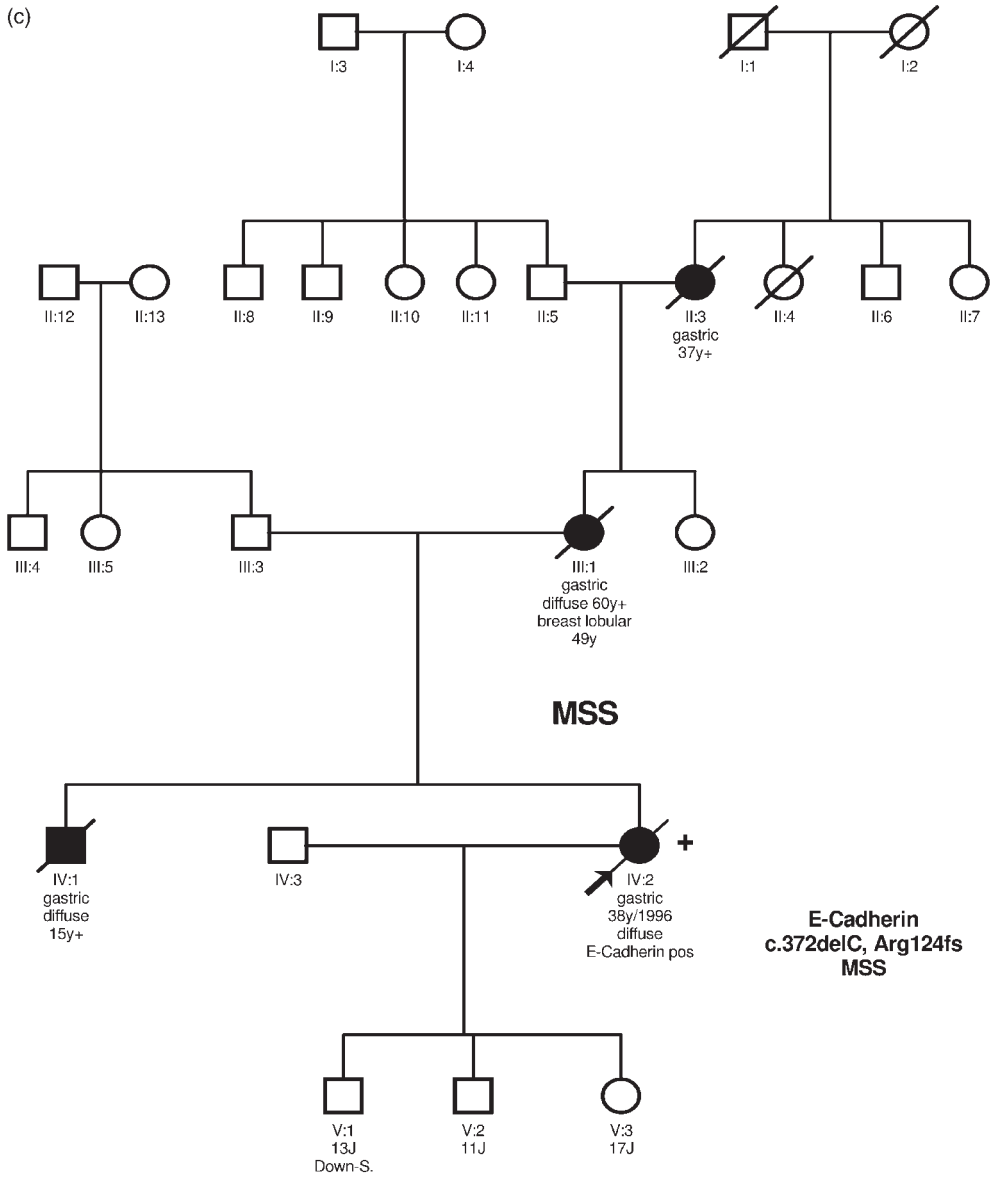 (c)
I:3
I:4
I:1
I:2
II:12
II:13
II:8
II:9
II:10
II:11
II:5
II:3
gastric
37y+
II:4
II:6
II:7
III:4
III:5
III:3
III:1
gastric
diffuse 60y+
breast lobular
49y
III:2
MSS
IV:1
gastric
diffuse
15y+
IV:3
+
IV:2
gastric
38y/1996
diffuse
E-Cadherin pos
E-Cadherin
c.372delC, Arg124fs
MSS
V:1
13J
Down-S.
V:2
11J
V:3
17J